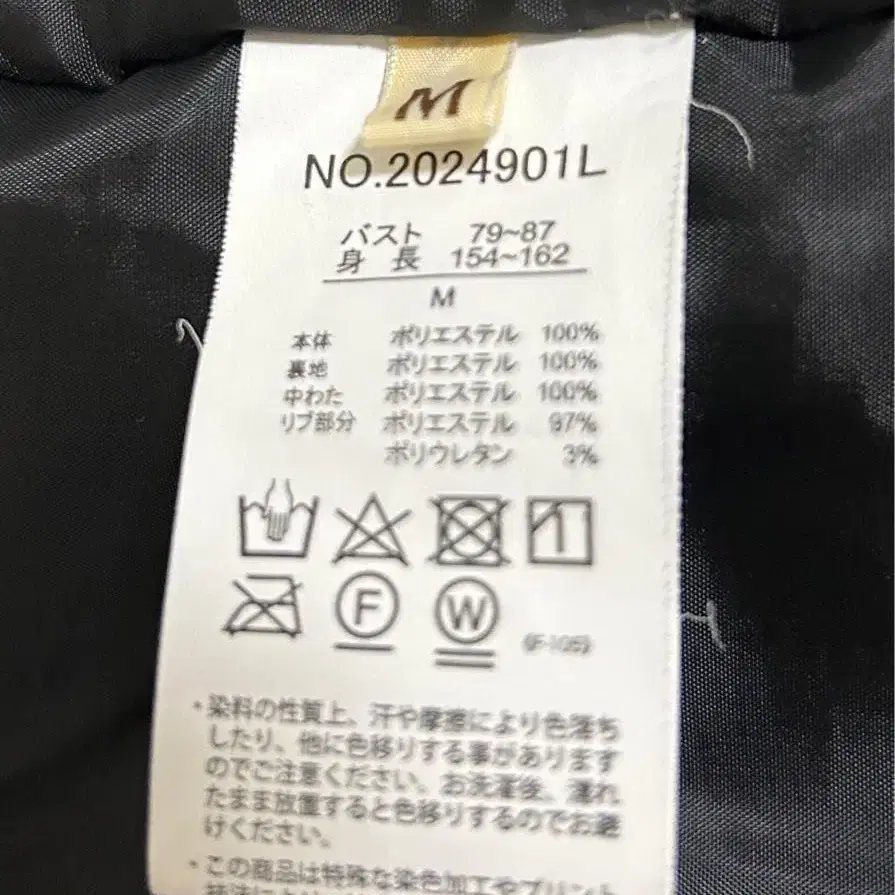 M
NO.2024901L
バスト 79~87
身長 154~162
M
本体 ポリエステル 100%
裏地 ポリエステル 100%
中わた ポリエステル 100%
リブ部分 ポリエステル 97%
ポリウレタン 3%
F
W
・染料の性質上、汗や摩擦により色落ち
したり、他に色移りする事があります
のでご注意ください。お洗濯後、濡れ
たまま放置すると色移りするのでお避
けください。
・この商品は特殊な染色加工やプリント